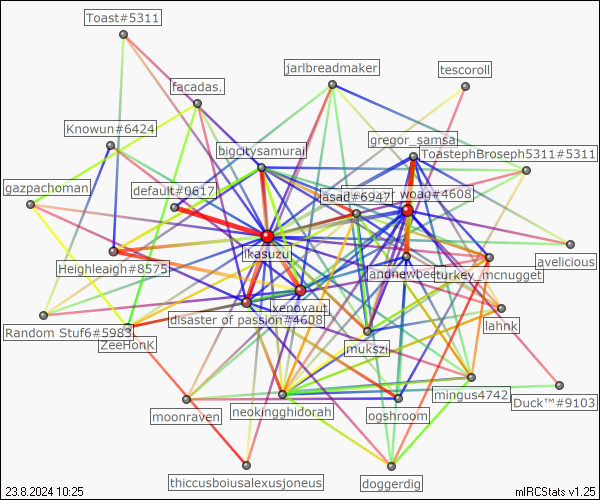 Toast#5311
jarlbreadmaker
tescoroll
facadas.
Knowun#6424
gregor_samsa
bigcitysamurai
ToastephBroseph5311#5311
gazpachoman
default#0617
asad#6947
woag#4608
ikasuzu
avelicious
Heighleaigh#8575
andnewbeet
turkey_mcnugget
xenovaut
disaster of passion#4608
lahnk
Random Stuf6#5983
ZeeHonK
mukszi
mingus4742
Duck™#9103
moonraven
neokingghidorah
ogshroom
thiccusboiusalexusjoneus
doggerdig
23.8.2024 10:25
mIRCStats v1.25